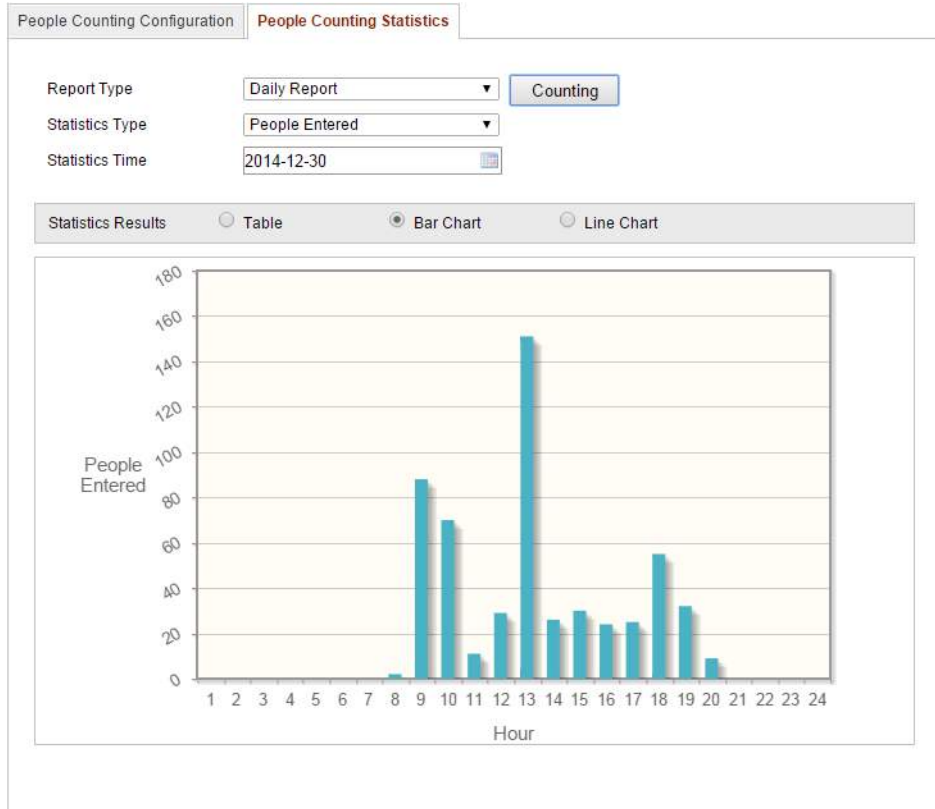 People Counting Configuration People Counting Statistics
Report Type Daily Report Counting
Statistics Type People Entered
Statistics Time 2014-12-30
Statistics Results Table Bar Chart Line Chart
180
160
140
120
100
80
60
40
20
0
People
Entered
1 2 3 4 5 6 7 8 9 10 11 12 13 14 15 16 17 18 19 20 21 22 23 24
Hour